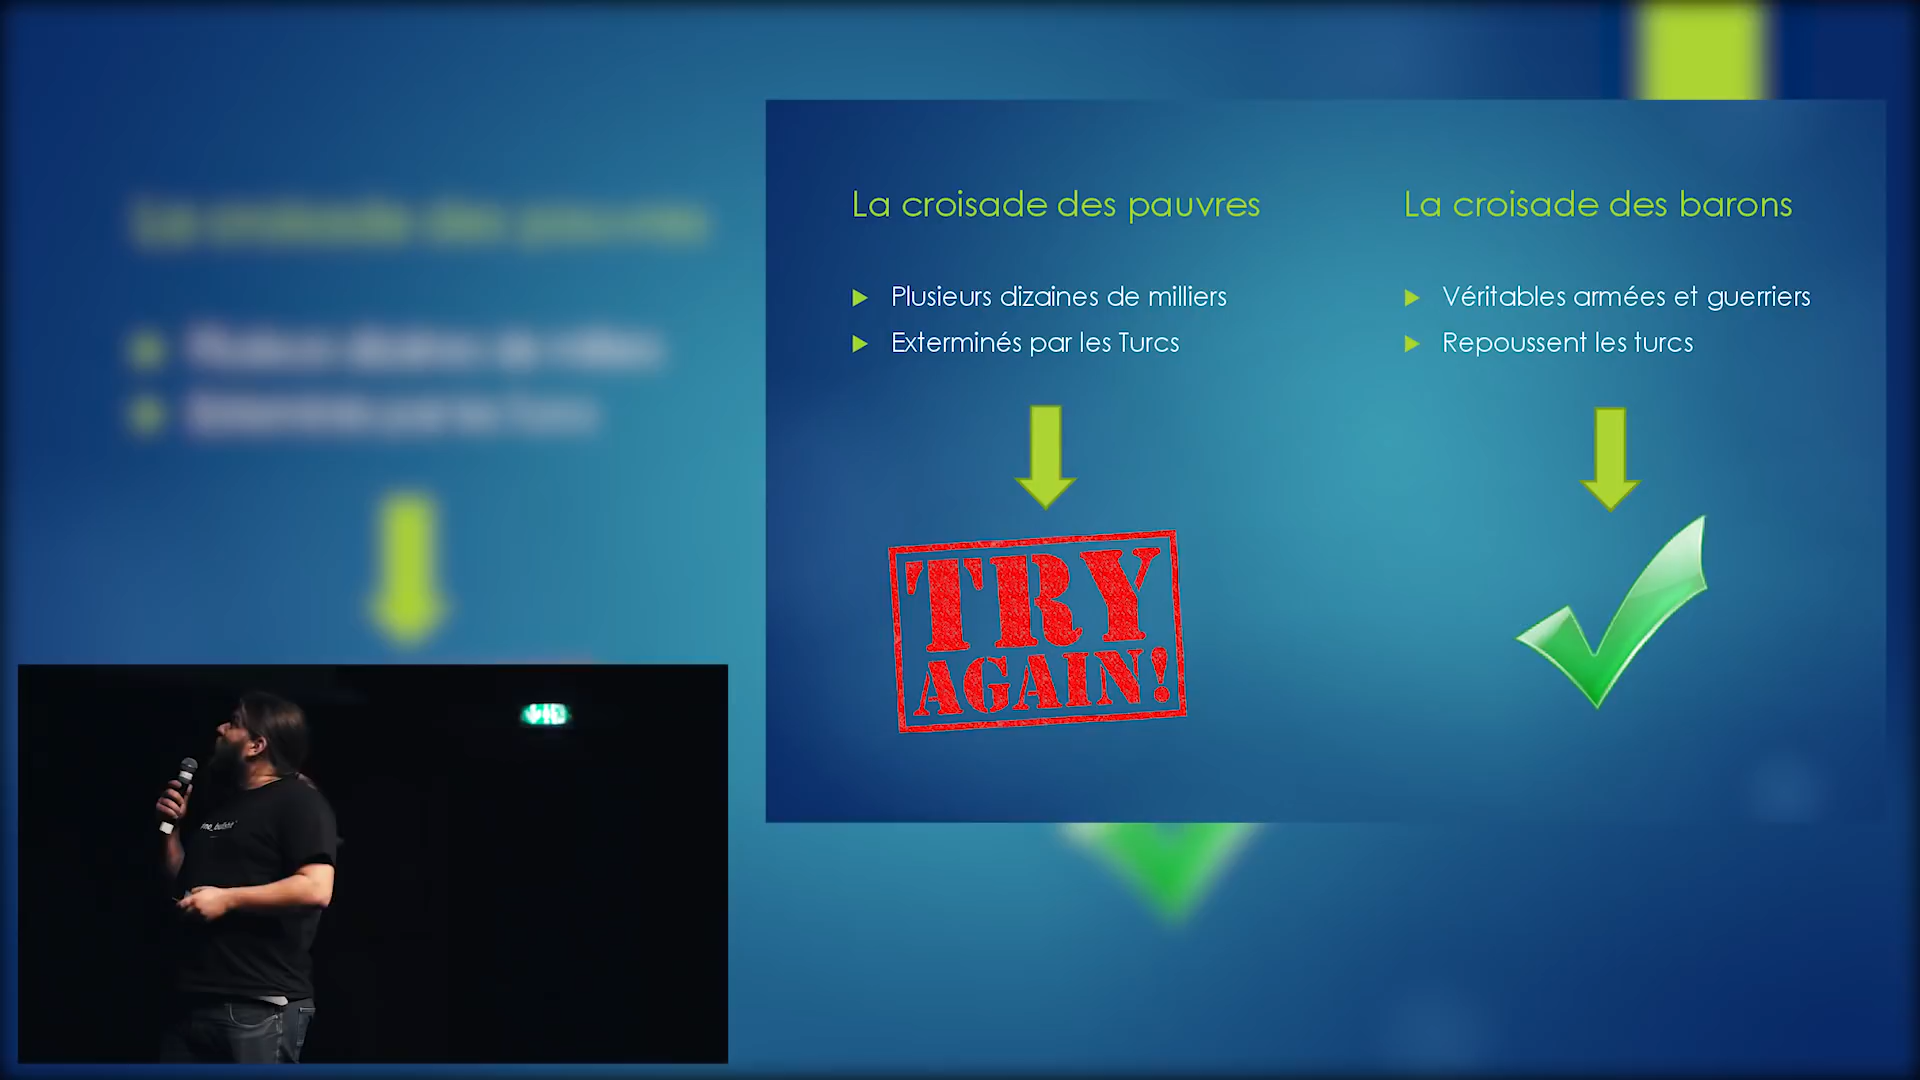 La croisade des pauvres
Plusieurs dizaines de milliers
Exterminés par les Turcs
TRY
AGAIN!
La croisade des barons
Véritables armées et guerriers
Repoussent les turcs